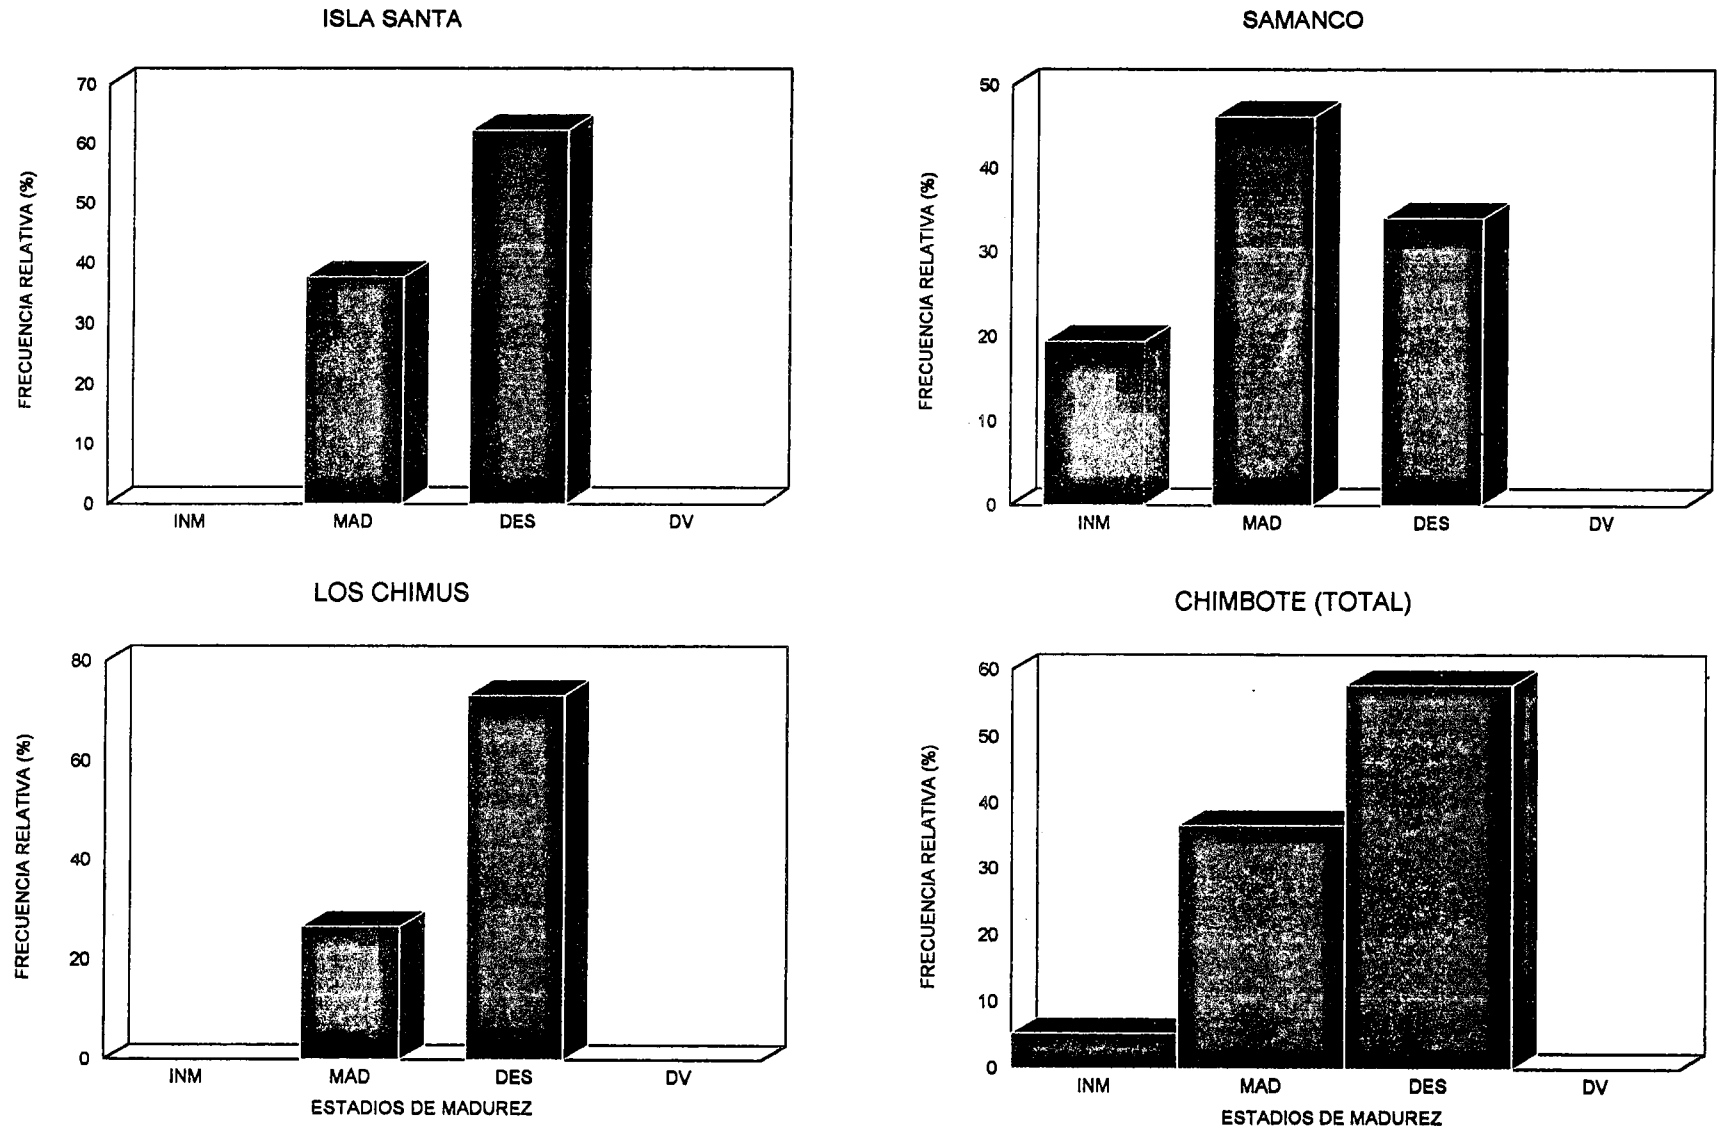 ISLA SANTA
FRECUENCIA RELATIVA (%)
70
60
50
40
30
20
10
0
INM MAD DES DV
SAMANCO
FRECUENCIA RELATIVA (%)
50
40
30
20
10
0
INM MAD DES DV
LOS CHIMUS
FRECUENCIA RELATIVA (%)
80
60
40
20
0
INM MAD DES DV
ESTADIOS DE MADUREZ
CHIMBOTE (TOTAL)
FRECUENCIA RELATIVA (%)
60
50
40
30
20
10
0
INM MAD DES DV
ESTADIOS DE MADUREZ